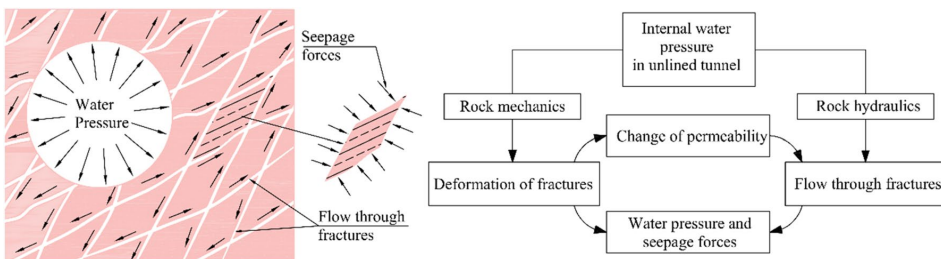 Water
Pressure
Seepage
forces
Flow through
fractures
Internal water
pressure
in unlined tunnel
Rock mechanics
Rock hydraulics
Change of permeability
Deformation of fractures
Flow through fractures
Water pressure and
seepage forces